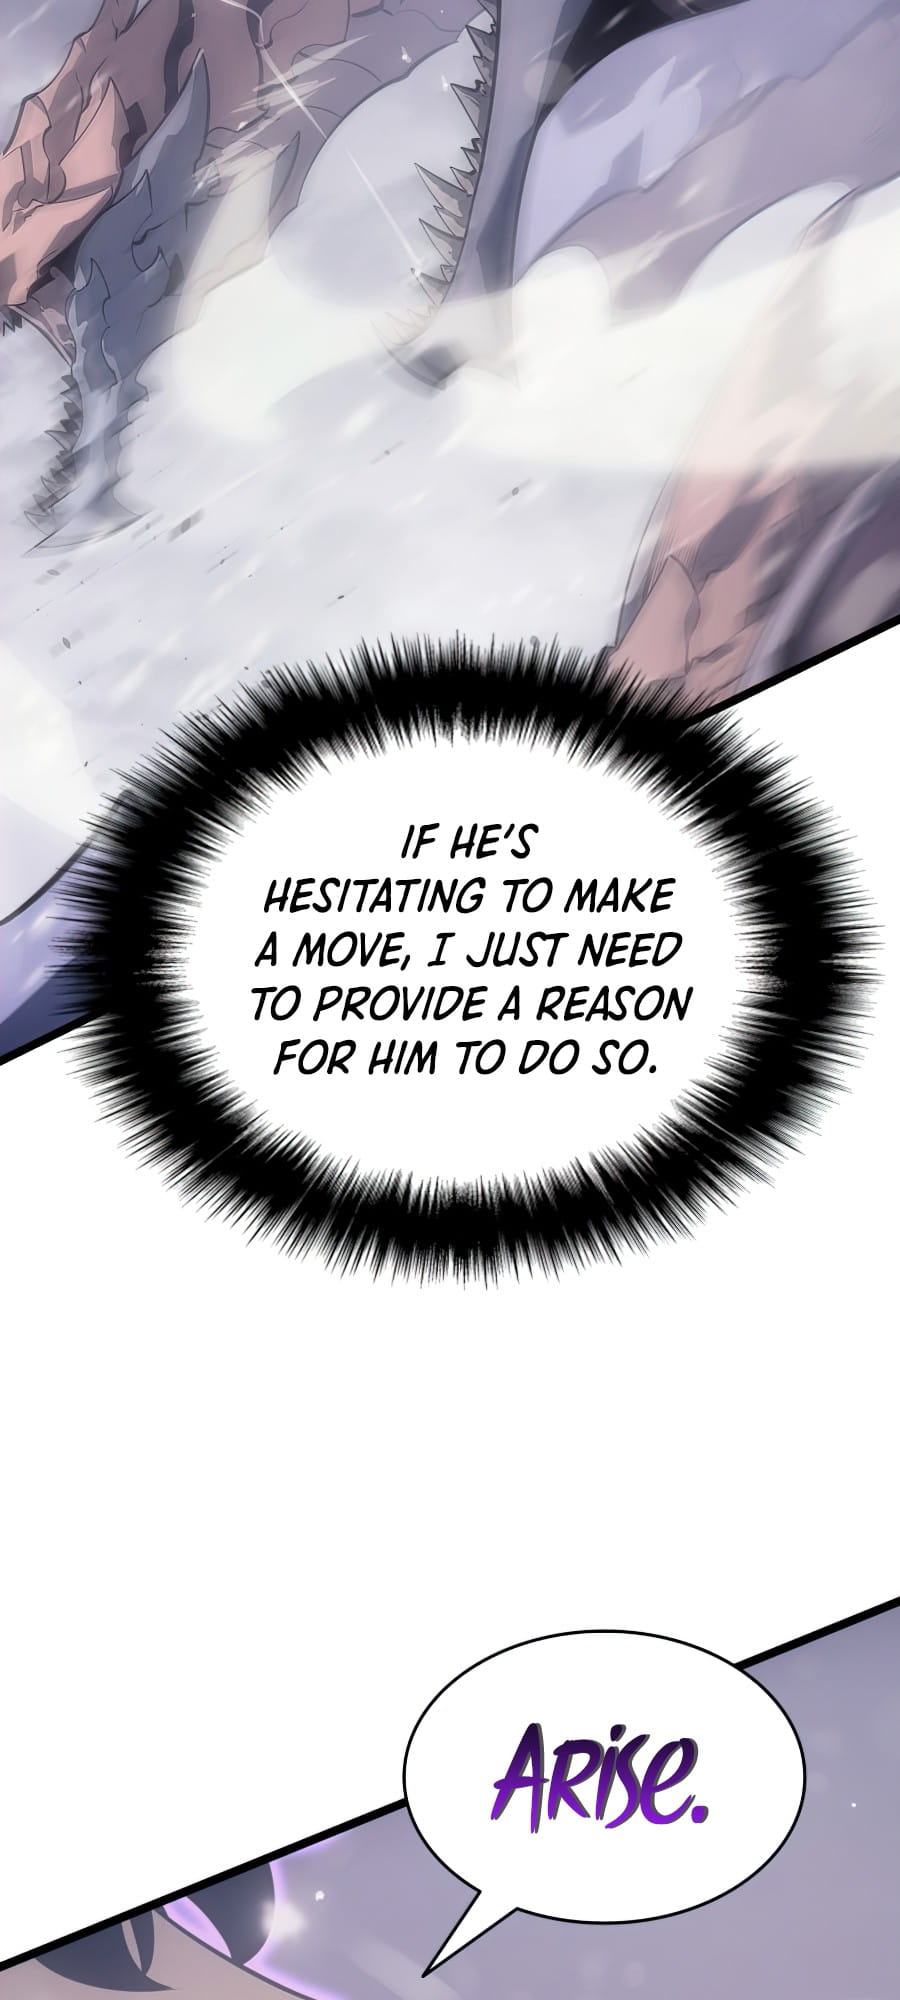 IF HE'S
HESITATING TO MAKE
A MOVE, I JUST NEED
TO PROVIDE A REASON
FOR HIM TO DO SO.
ARISE.